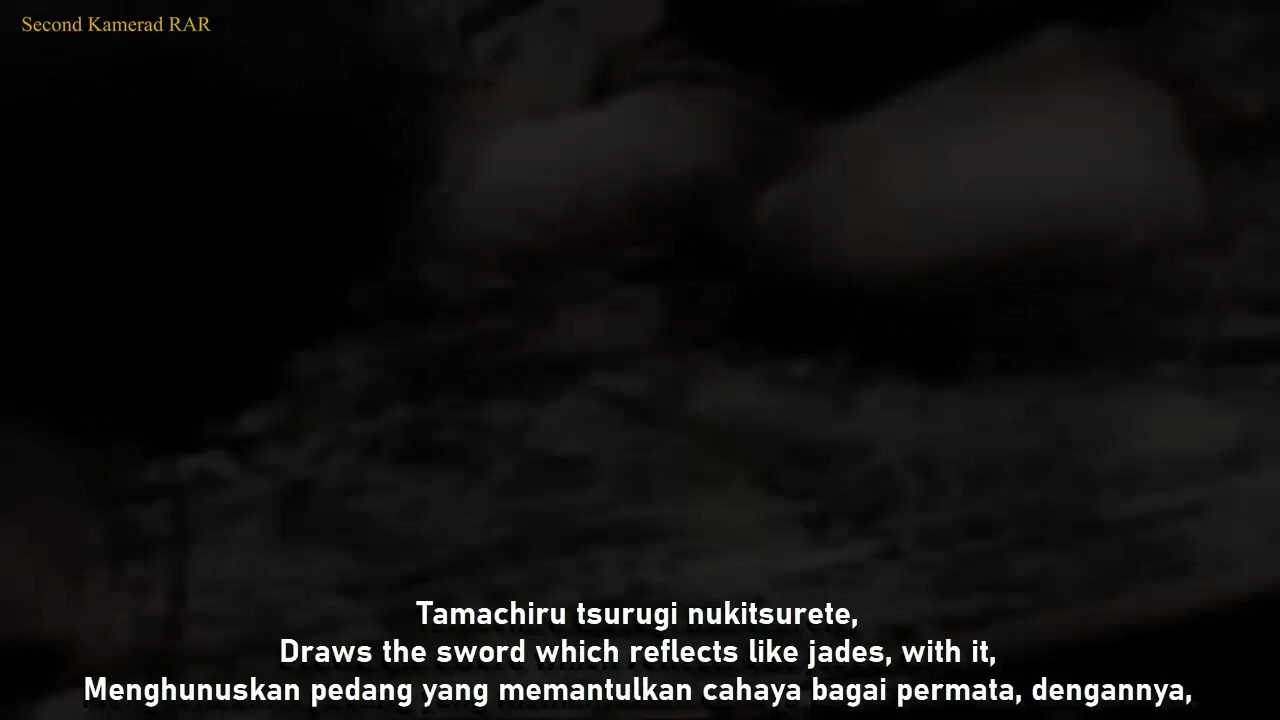 Second Kamerad RAR
Tamachiru tsurugi nukitsurete,
Draws the sword which reflects like jades, with it,
Menghunuskan pedang yang memantulkan cahaya bagai permata, dengannya,